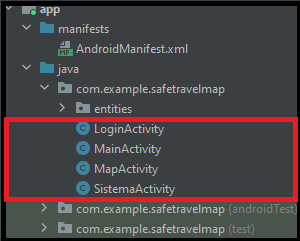 app
manifests
AndroidManifest.xml
java
com.example.safetravelmap
entities
LoginActivity
MainActivity
MapActivity
SistemaActivity
com.example.safetravelmap (androidTest)
com.example.safetravelmap (test)